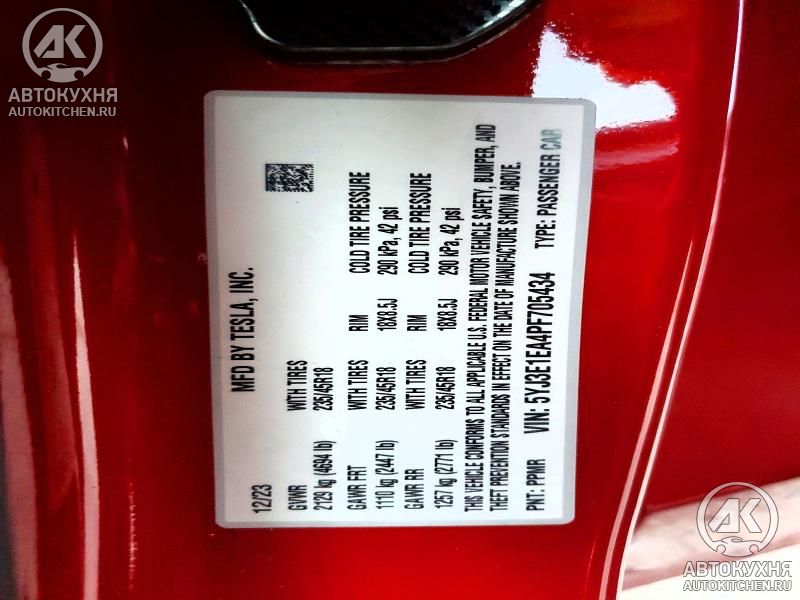 АК
АВТОКУХНЯ
AUTOKITCHEN.RU
MFD BY TESLA, INC.
12/23
GVWR WITH TIRES RIM COLD TIRE PRESSURE
2129 kg (4694 lb) 235/45R18 18X8.5J 290 kPa, 42 psi
GAWR FRT WITH TIRES RIM COLD TIRE PRESSURE
1110 kg (2447 lb) 235/45R18 18X8.5J 290 kPa, 42 psi
GAWR RR
1257 kg (2771 lb)
THIS VEHICLE CONFORMS TO ALL APPLICABLE U.S. FEDERAL MOTOR VEHICLE SAFETY, BUMPER, AND
THEFT PREVENTION STANDARDS IN EFFECT ON THE DATE OF MANUFACTURE SHOWN ABOVE.
PNT: PPMR VIN: 5YJ3E1EA4PF705434 TYPE: PASSENGER CAR
АК
АВТОКУХНЯ
AUTOKITCHEN.RU